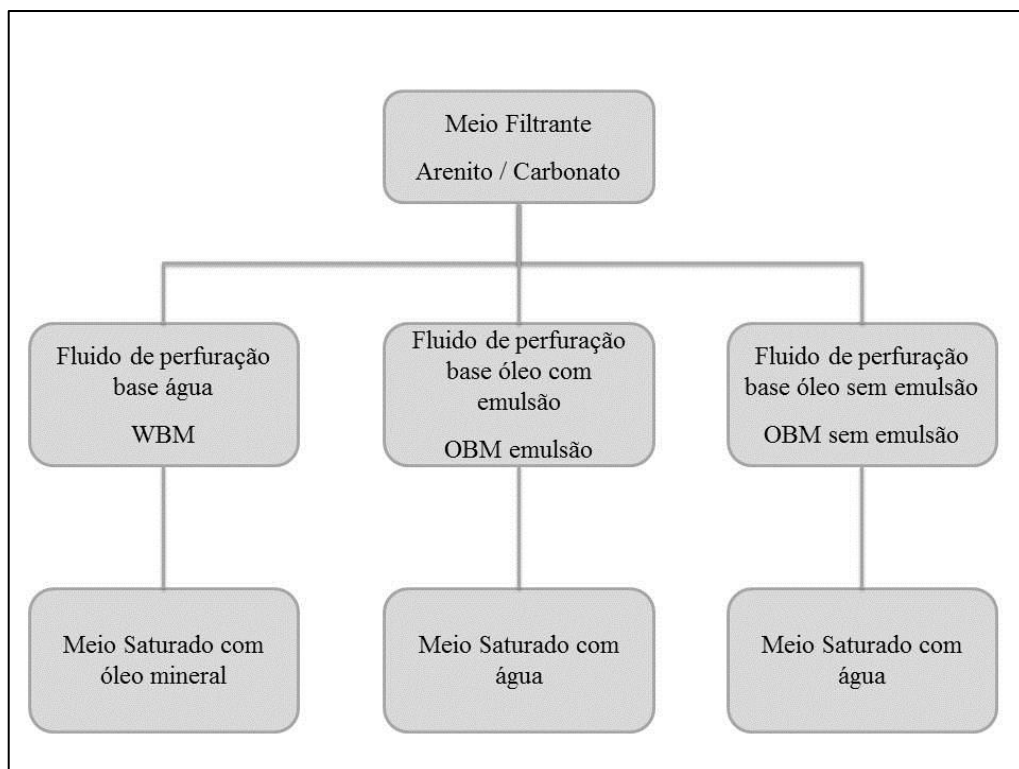 Meio Filtrante
Arenito / Carbonato
Fluido de perfuração
base água
WBM
Fluido de perfuração
base óleo com
emulsão
OBM emulsão
Fluido de perfuração
base óleo sem emulsão
OBM sem emulsão
Meio Saturado com
óleo mineral
Meio Saturado com
água
Meio Saturado com
água